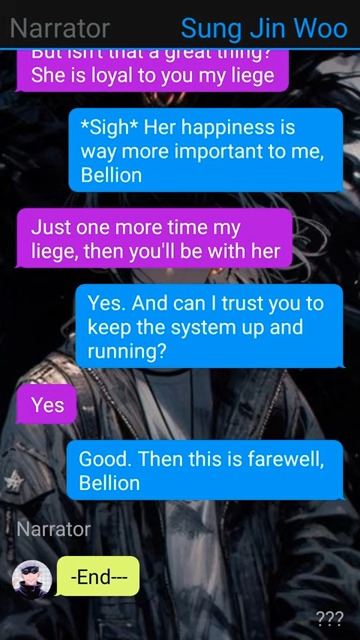 Narrator
Sung Jin Woo
But isn't that a great thing?
She is loyal to you my liege
*Sigh* Her happiness is
way more important to me,
Bellion
Just one more time my
liege, then you'll be with her
Yes. And can I trust you to
keep the system up and
running?
Yes
Good. Then this is farewell,
Bellion
Narrator
-End---
???